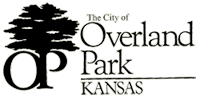 The City of
Overland
Park
KANSAS
OP